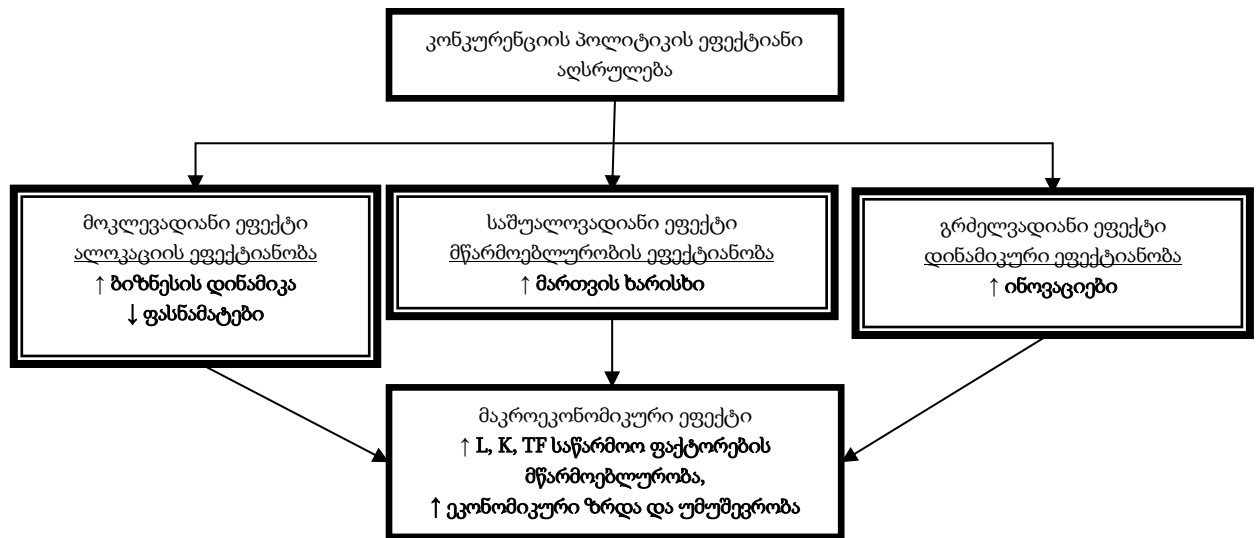 კონკურენციის პოლიტიკის ეფექტიანი
აღსრულება
მოკლევადიანი ეფექტი
ალოკაციის ეფექტიანობა
↑ ბიზნესის დინამიკა
↓ ფასნამატები
საშუალოვადიანი ეფექტი
მწარმოებლურობის ეფექტიანობა
↑ მართვის ხარისხი
გრძელვადიანი ეფექტი
დინამიკური ეფექტიანობა
↑ ინოვაციები
მაკროეკონომიკური ეფექტი
↑ L, K, TF საწარმოო ფაქტორების
მწარმოებლურობა,
↑ ეკონომიკური ზრდა და უმუშევრობა